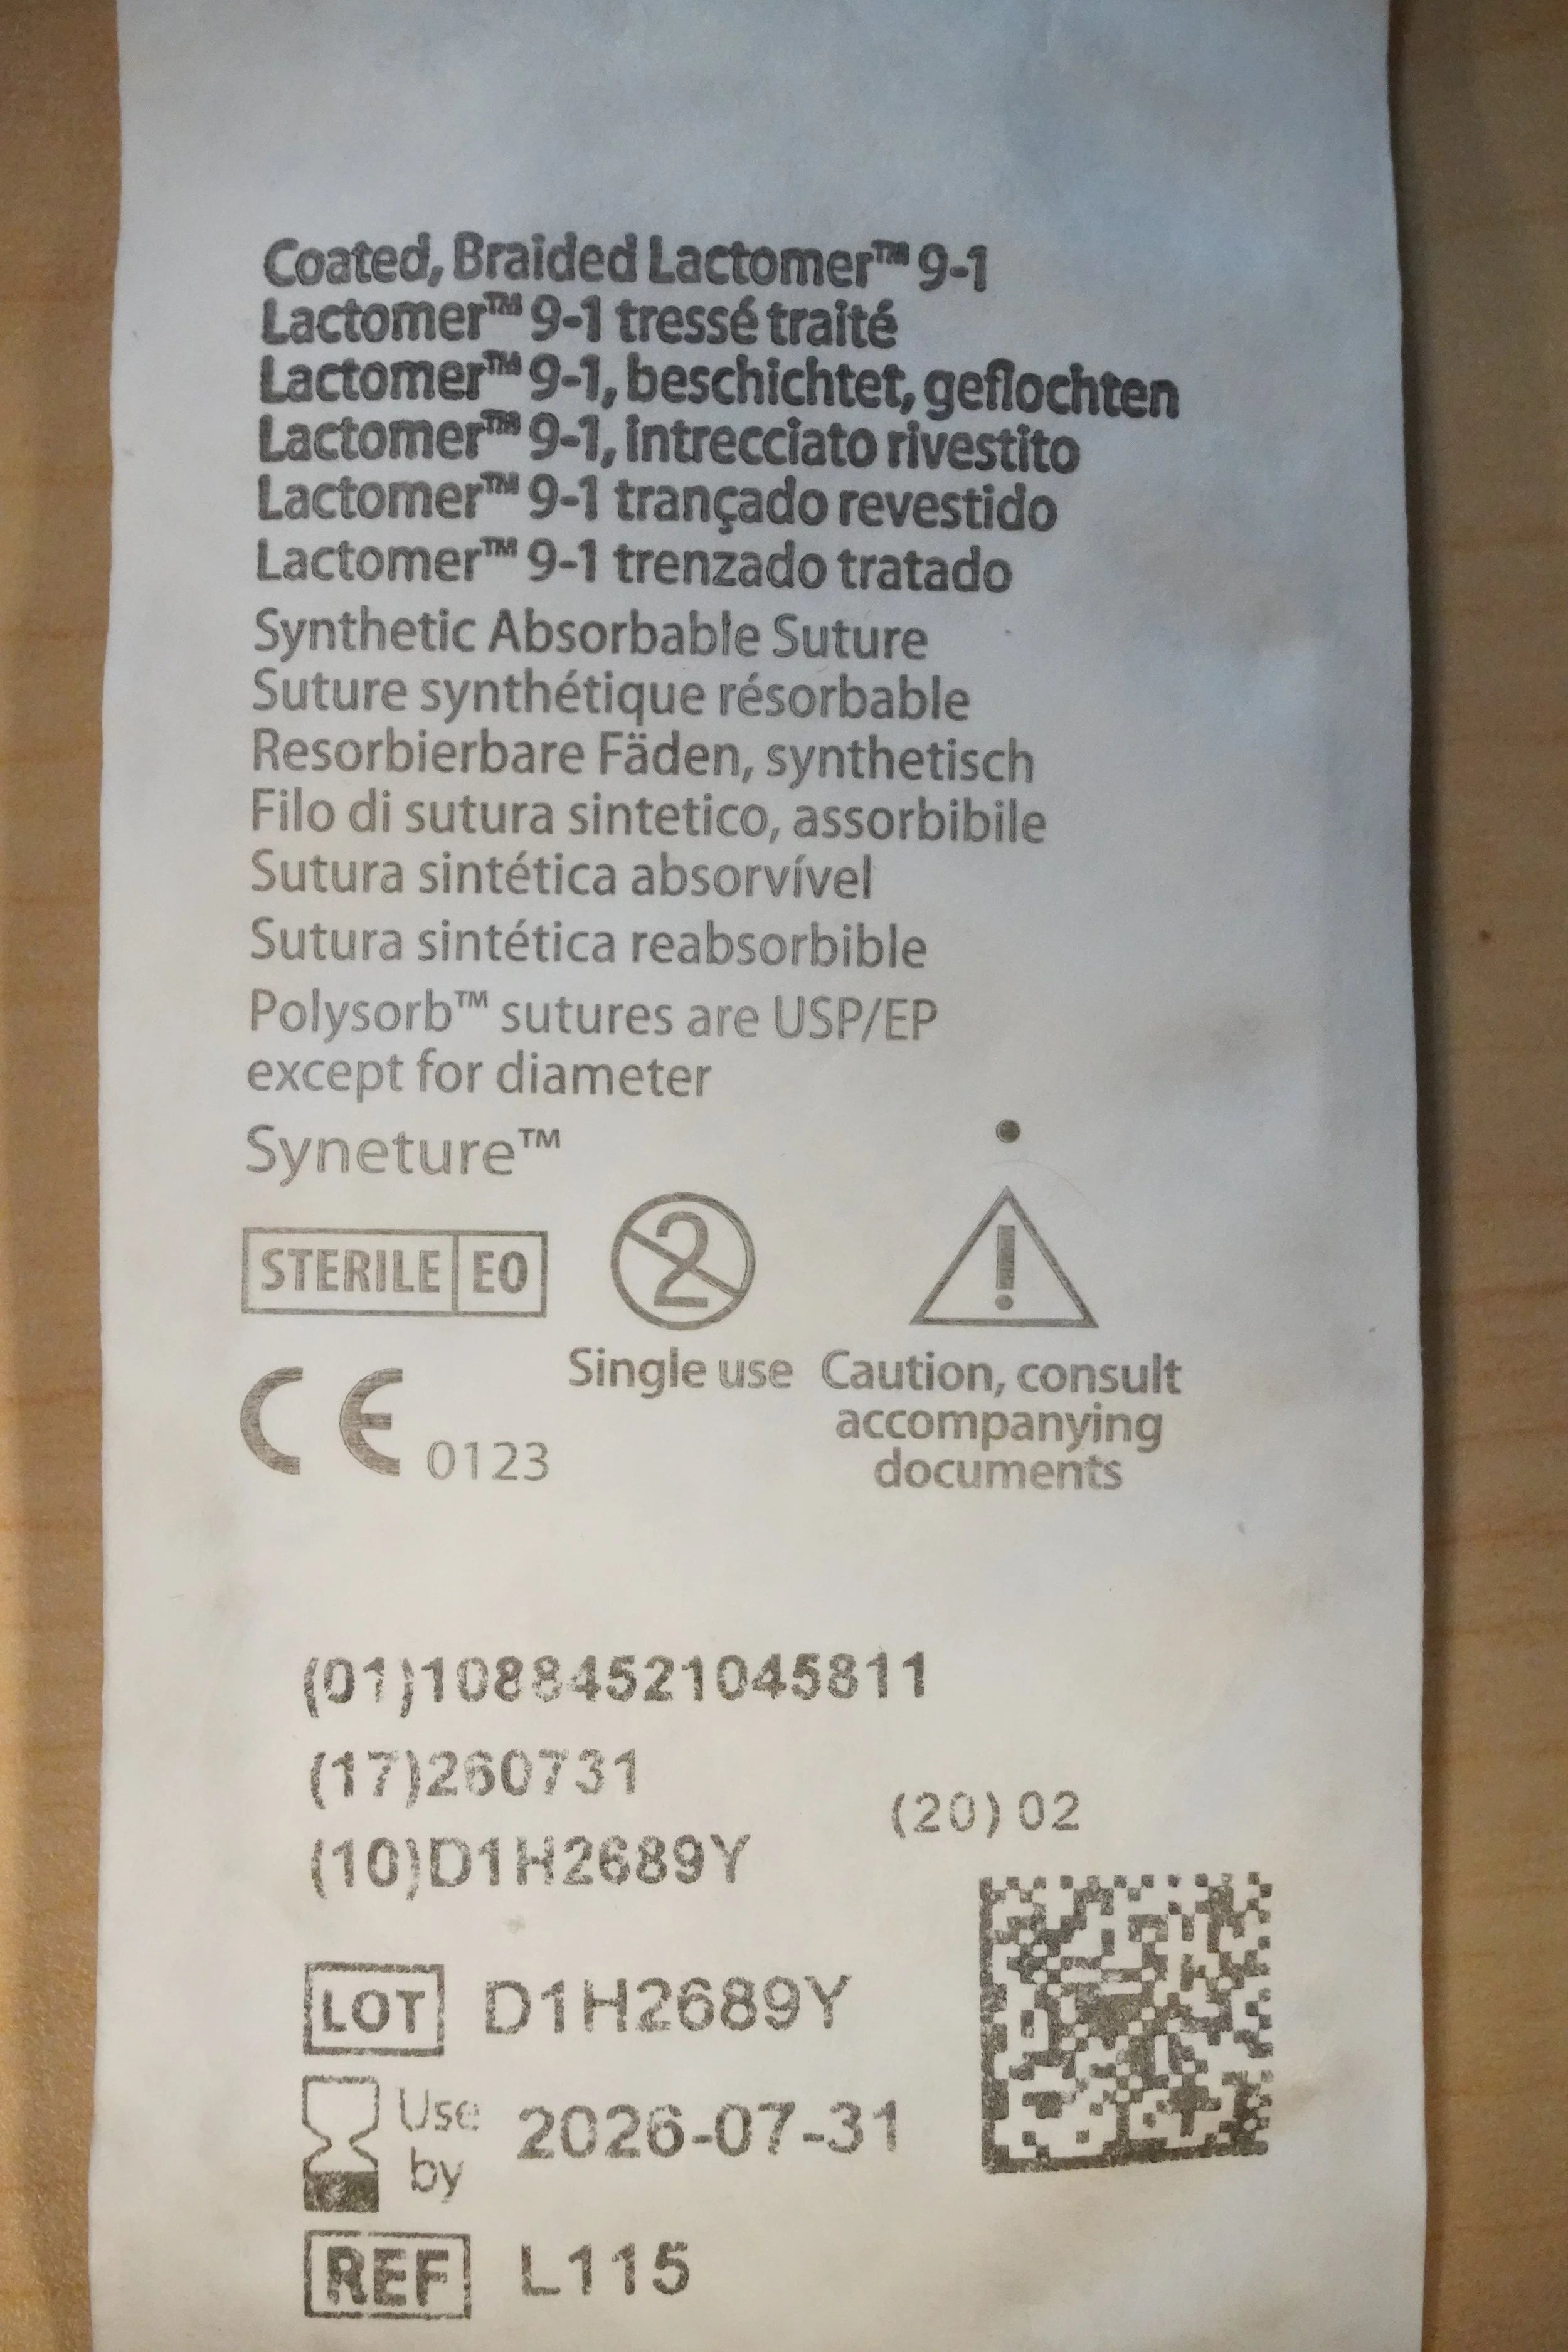 Coated, Braided Lactomer™ 9-1
Lactomer™ 9-1 tressé traité
Lactomer™ 9-1, beschichtet, geflochten
Lactomer™ 9-1, intrecciato rivestito
Lactomer™ 9-1 trançado revestido
Lactomer™ 9-1 trenzado tratado
Synthetic Absorbable Suture
Suture synthétique résorbable
Resorbierbare Fäden, synthetisch
Filo di sutura sintetico, assorbibile
Sutura sintética absorvível
Sutura sintética reabsorbible
Polysorb™ sutures are USP/EP
except for diameter
Syneture™
STERILE EO
2
!
Single use
Caution, consult
accompanying
documents
CE 0123
(01)10884521045811
(17)260731
(20)02
(10)D1H2689Y
LOT D1H2689Y
Use by 2026-07-31
REF L115